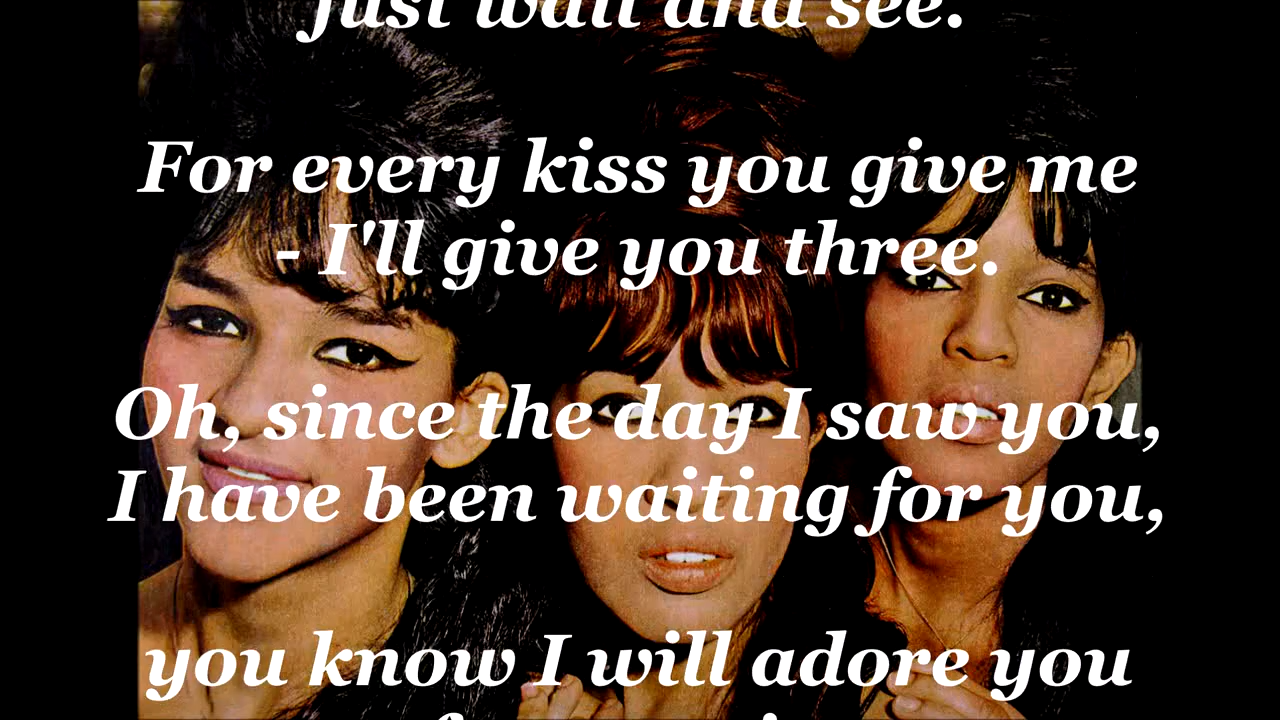 just wait and see.
For every kiss you give me
- I'll give you three.
Oh, since the day I saw you,
I have been waiting for you,
you know I will adore you